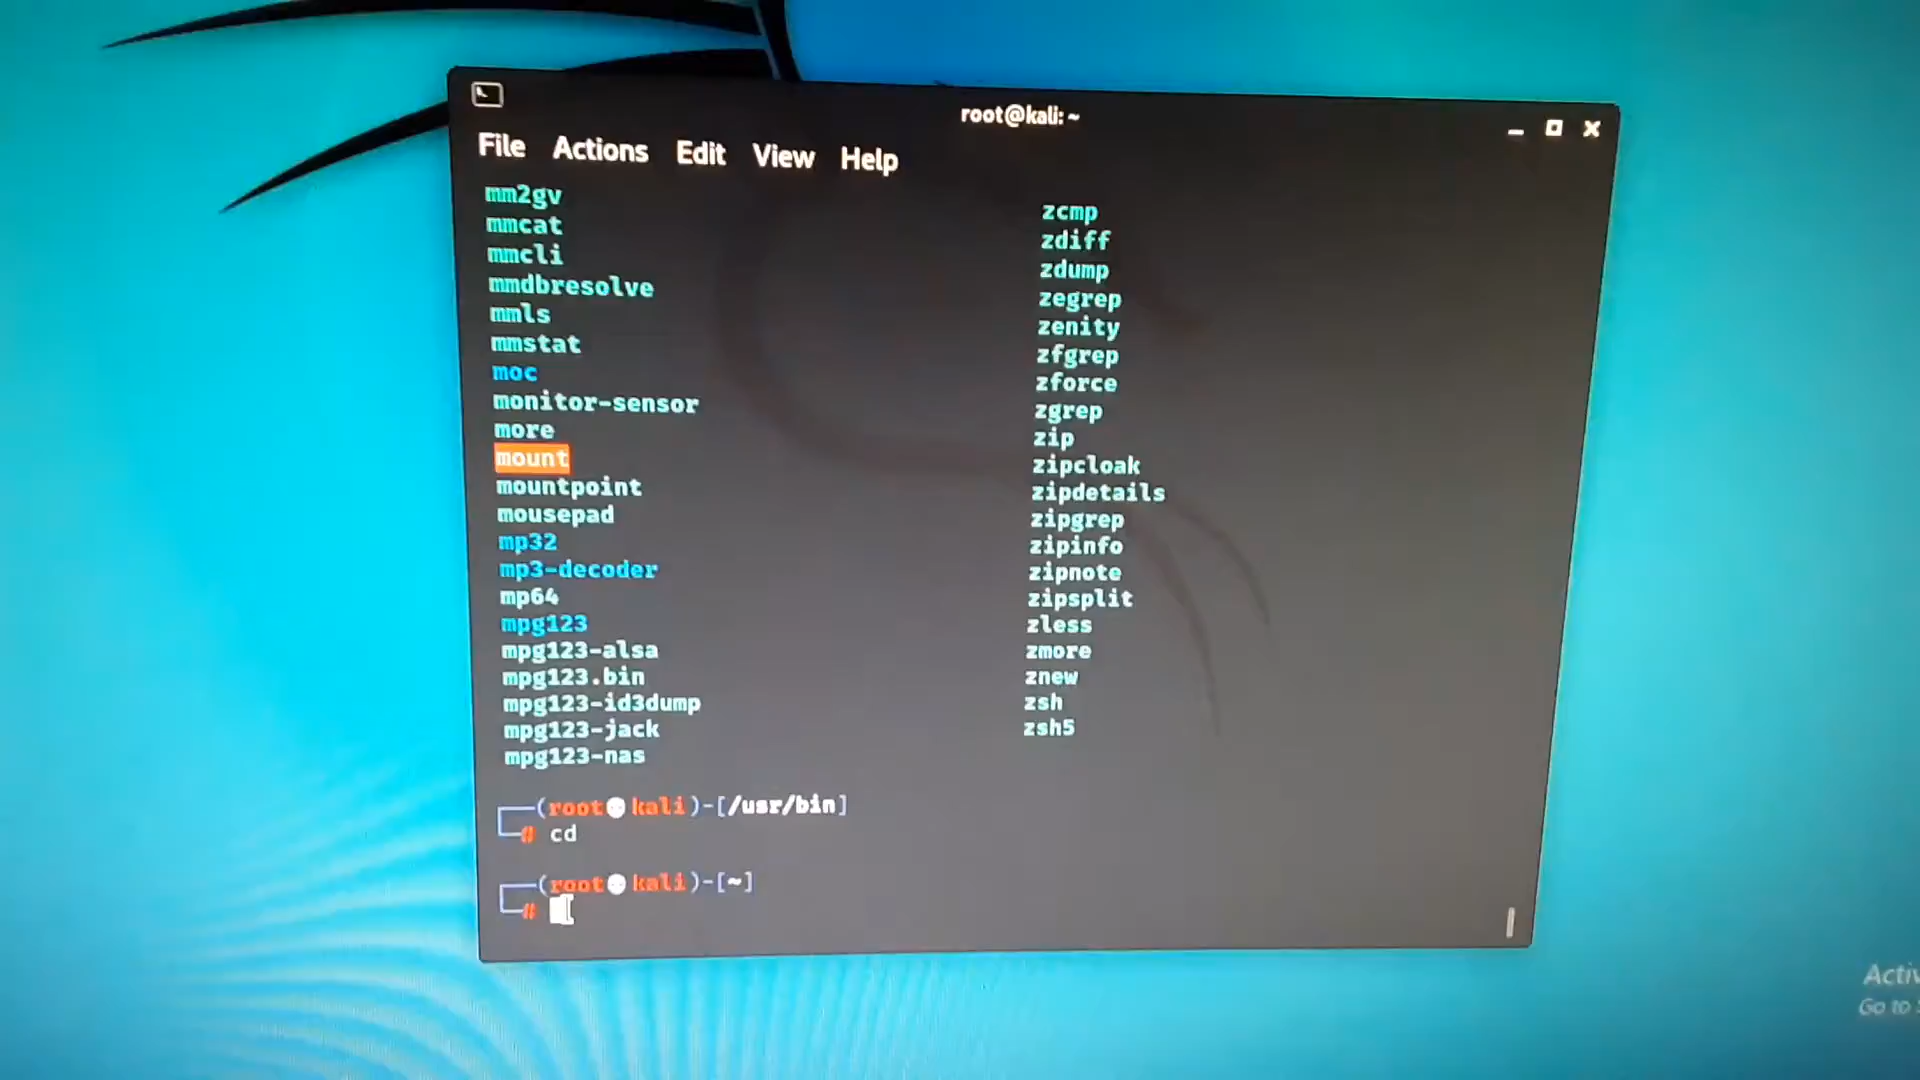 root@kali: ~
File Actions Edit View Help
mm2gv
mmcat
mmcli
mmdbresolve
mmls
mmstat
moc
monitor-sensor
more
mount
mountpoint
mousepad
mp32
mp3-decoder
mp64
mpg123
mpg123-alsa
mpg123.bin
mpg123-id3dump
mpg123-jack
mpg123-nas
zcmp
zdiff
zdump
zegrep
zenity
zfgrep
zforce
zgrep
zip
zipcloak
zipdetails
zipgrep
zipinfo
zipnote
zipsplit
zless
zmore
znew
zsh
zsh5
(root㉿kali)-[/usr/bin]
# cd
(root㉿kali)-[~]
#
Go to